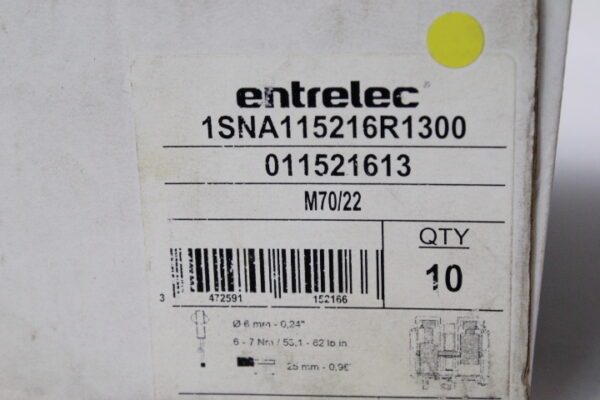 entrelec®
1SNA115216R1300
011521613
M70/22
QTY
10
3 472591 152166
Ø 6 mm - 0,24"
6 - 7 Nm / 53,1 - 62 lb in
25 mm - 0,98"